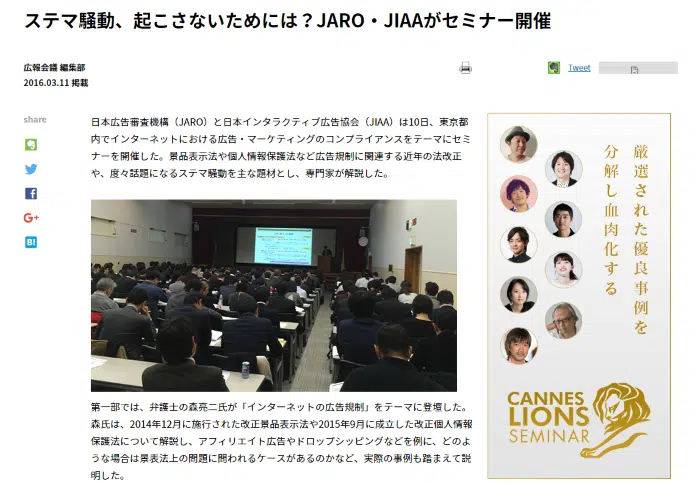 ステマ騒動、起こさないためには？JARO・JIAAがセミナー開催
広報会議 編集部
2016.03.11 掲載
Tweet
share
日本広告審査機構（JARO）と日本インタラクティブ広告協会（JIAA）は10日、東京都
内でインターネットにおける広告・マーケティングのコンプライアンスをテーマにセミ
ナーを開催した。景品表示法や個人情報保護法など広告規制に関連する近年の法改正
や、度々話題になるステマ騒動を主な題材とし、専門家が解説した。
第一部では、弁護士の森亮二氏が「インターネットの広告規制」をテーマに登壇した。
森氏は、2014年12月に施行された改正景品表示法や2015年9月に成立した改正個人情報
保護法について解説し、アフィリエイト広告やドロップシッピングなどを例に、どのよ
うな場合は景表法上の問題に問われるケースがあるのかなど、実際の事例も踏まえて説
明した。
厳選された優良事例を
分解し血肉化する
CANNES
LIONS
SEMINAR
G+
B!